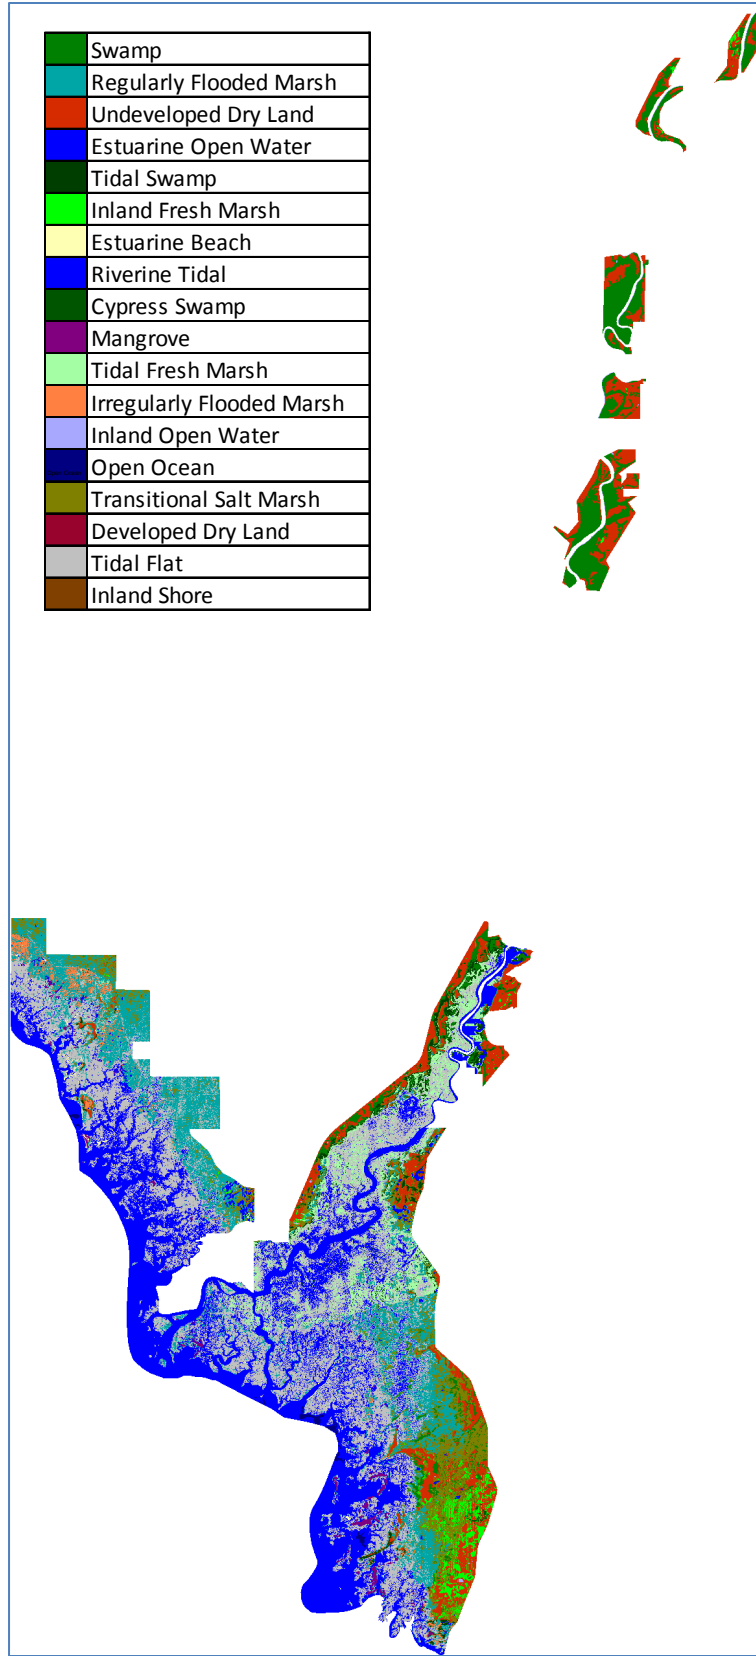 Swamp
Regularly Flooded Marsh
Undeveloped Dry Land
Estuarine Open Water
Tidal Swamp
Inland Fresh Marsh
Estuarine Beach
Riverine Tidal
Cypress Swamp
Mangrove
Tidal Fresh Marsh
Irregularly Flooded Marsh
Inland Open Water
Open Ocean
Transitional Salt Marsh
Developed Dry Land
Tidal Flat
Inland Shore